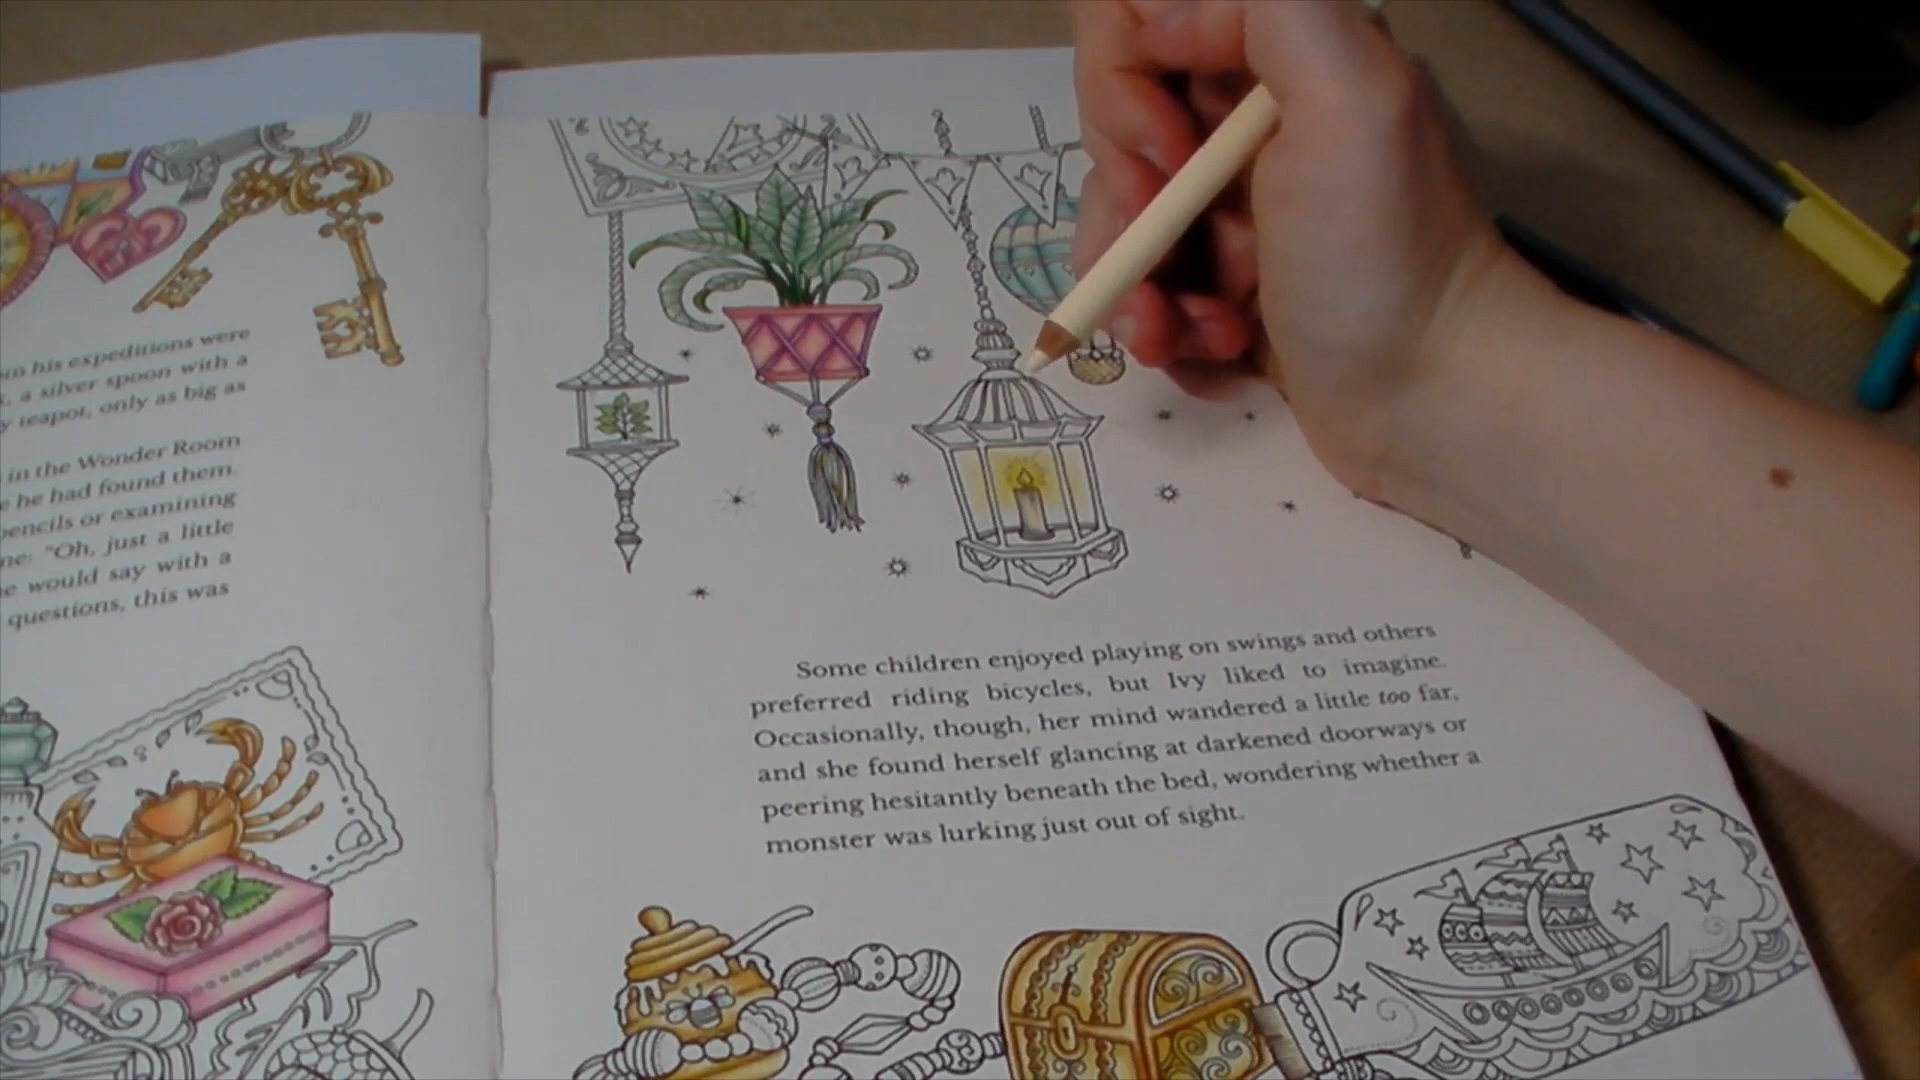 his expeditions were
a silver spoon with a
teapot, only as big as
in the Wonder Room
he had found them.
pencils or examining
"Oh, just a little
would say with a
questions, this was
Some children enjoyed playing on swings and others
preferred riding bicycles, but Ivy liked to imagine.
Occasionally, though, her mind wandered a little too far,
and she found herself glancing at darkened doorways or
peering hesitantly beneath the bed, wondering whether a
monster was lurking just out of sight.